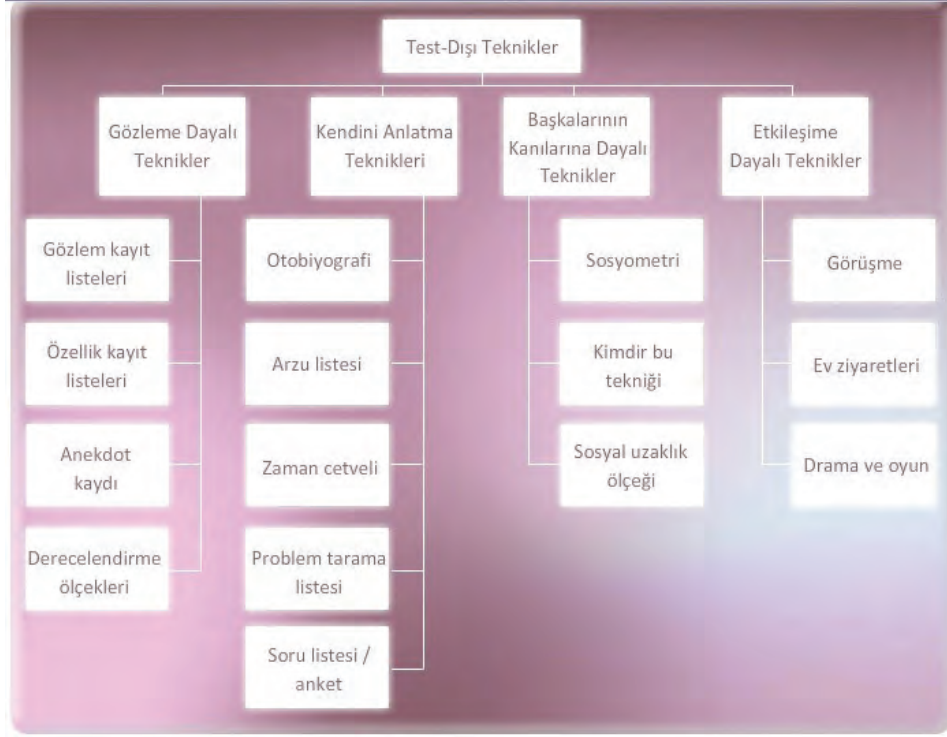 Test-Dışı Teknikler
Gözleme Dayalı
Teknikler
Gözlem kayıt
listeleri
Özellik kayıt
listeleri
Anekdot
kaydı
Derecelendirme
ölçekleri
Kendini Anlatma
Teknikleri
Otobiyografi
Arzu listesi
Zaman cetveli
Problem tarama
listesi
Soru listesi /
anket
Başkalarının
Kanılarına Dayalı
Teknikler
Sosyometri
Kimdir bu
tekniği
Sosyal uzaklık
ölçeği
Etkileşime
Dayalı Teknikler
Görüşme
Ev ziyaretleri
Drama ve oyun